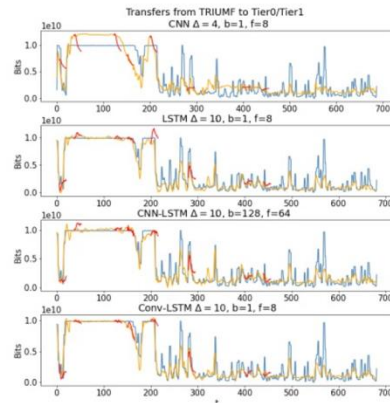 Transfers from TRIUMF to Tier0/Tier1
CNN Δ = 4, b=1, f=8
1e10
1.0
0.5
0.0
Bits
0 100 200 300 400 500 600 700
LSTM Δ = 10, b=1, f=8
1e10
1.0
0.5
0.0
Bits
0 100 200 300 400 500 600 700
CNN-LSTM Δ = 10, b=128, f=64
1e10
1.0
0.5
0.0
Bits
0 100 200 300 400 500 600 700
Conv-LSTM Δ = 10, b=1, f=8
1e10
1.0
0.5
0.0
Bits
0 100 200 300 400 500 600 700